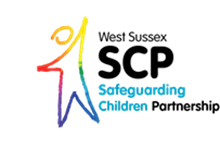 West Sussex
SCP
Safeguarding
Children Partnership